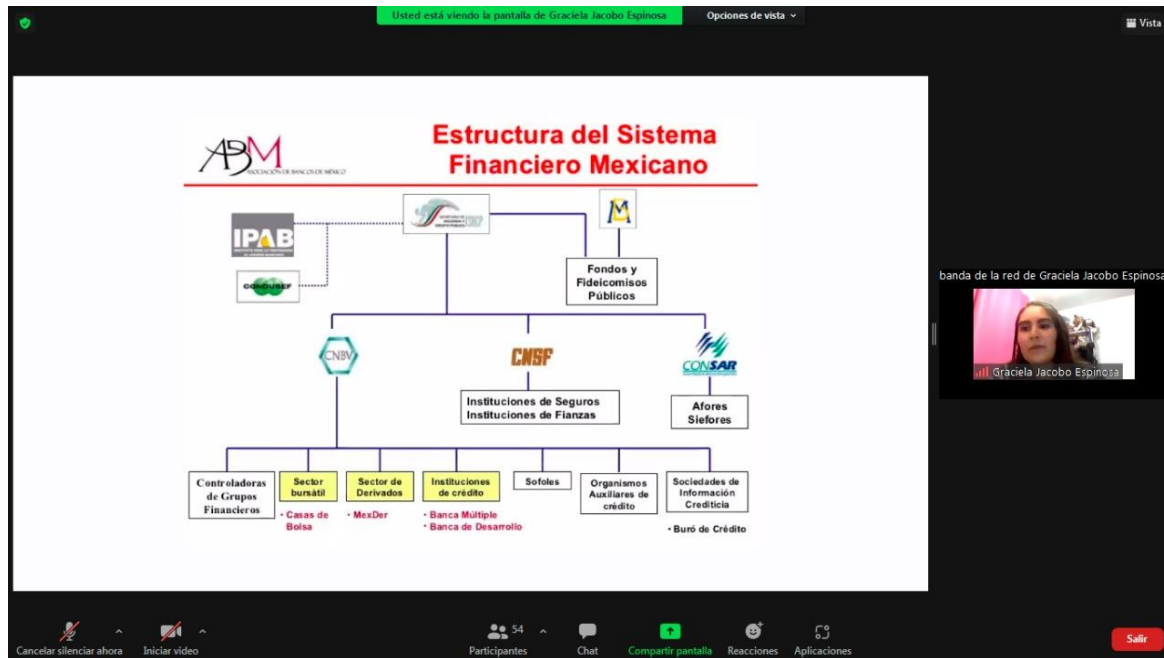 Usted está viendo la pantalla de Graciela Jacobo Espinosa
Opciones de vista
Vista
ABM
ASOCIACIÓN DE BANCOS DE MÉXICO
Estructura del Sistema
Financiero Mexicano
IPAB
CONDUSEF
Fondos y
Fideicomisos
Públicos
banda de la red de Graciela Jacobo Espinosa
Graciela Jacobo Espinosa
CNBV
CNSF
CONSAR
Instituciones de Seguros
Instituciones de Fianzas
Afores
Siefores
Controladoras
de Grupos
Financieros
Sector
bursátil
• Casas de
Bolsa
Sector de
Derivados
• MexDer
Instituciones
de crédito
• Banca Múltiple
• Banca de Desarrollo
Sofoles
Organismos
Auxiliares de
crédito
Sociedades de
Información
Crediticia
• Buró de Crédito
Cancelar silenciar ahora
Iniciar video
54
Participantes
Chat
Compartir pantalla
Reacciones
Aplicaciones
Salir